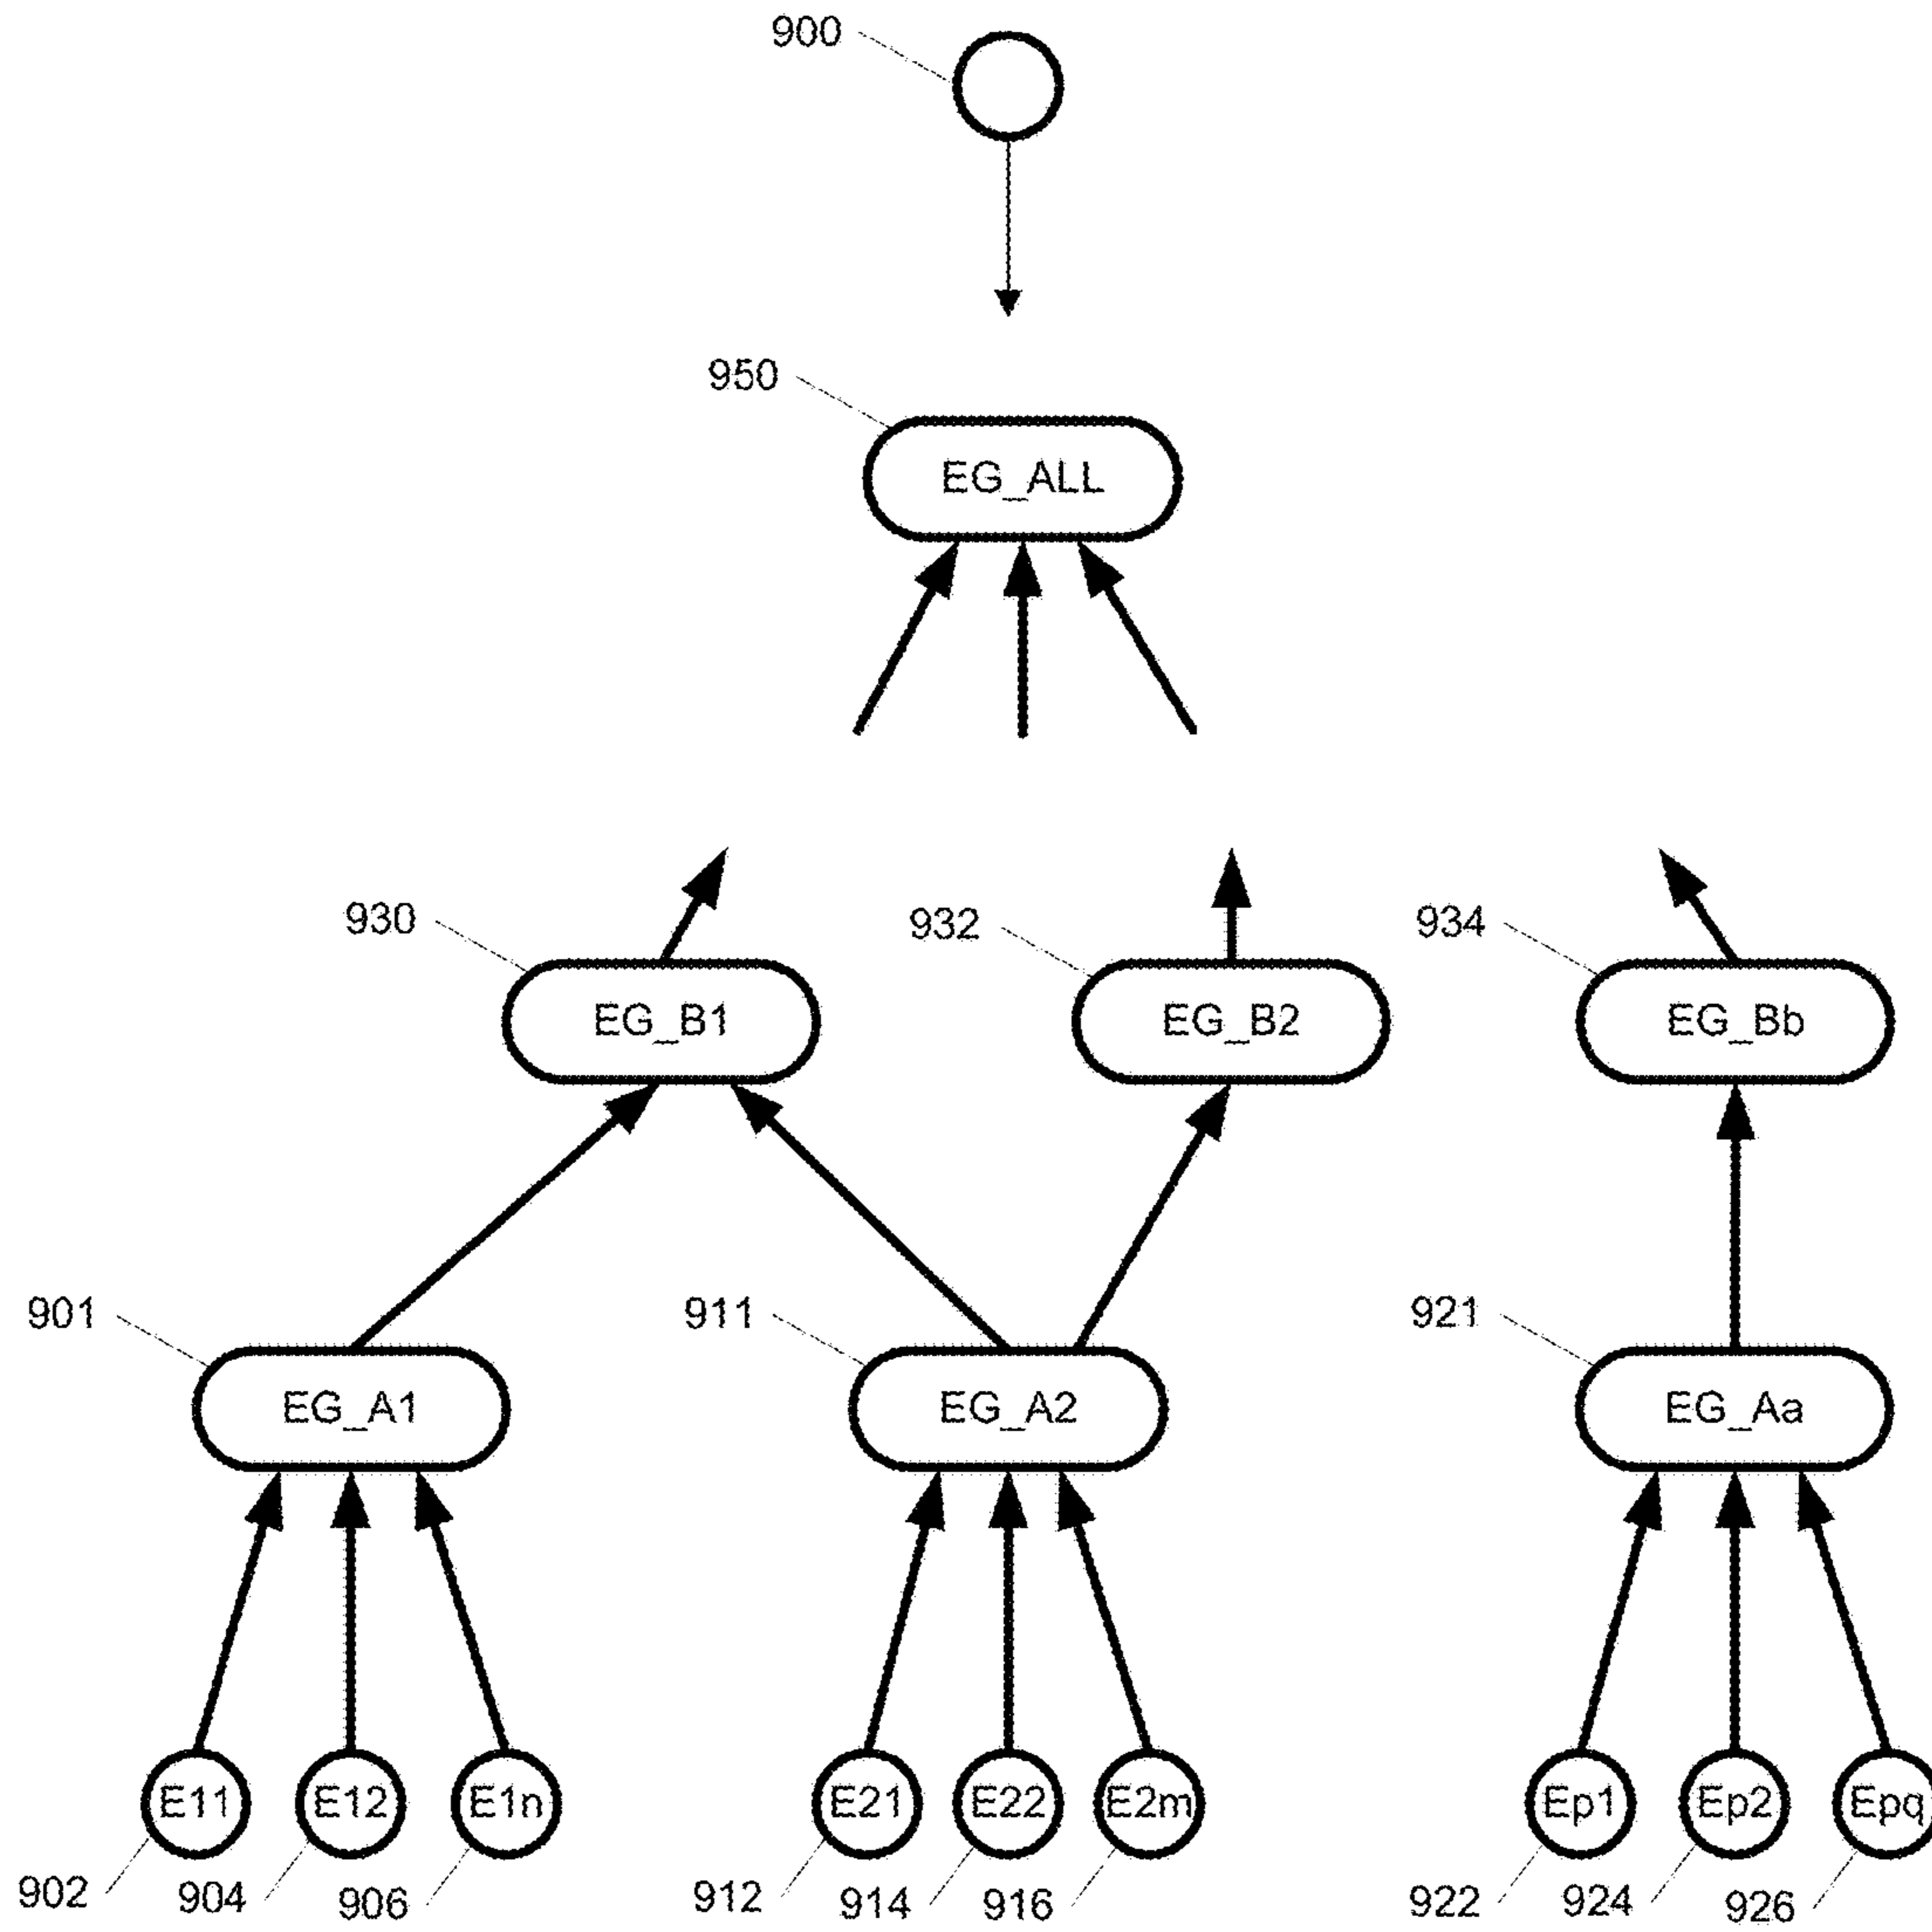 900
950
EG_ALL
930
932
934
EG_B1
EG_B2
EG_Bb
901
911
921
EG_A1
EG_A2
EG_Aa
E11
E12
E1n
E21
E22
E2m
Ep1
Ep2
Epq
902
904
906
912
914
916
922
924
926